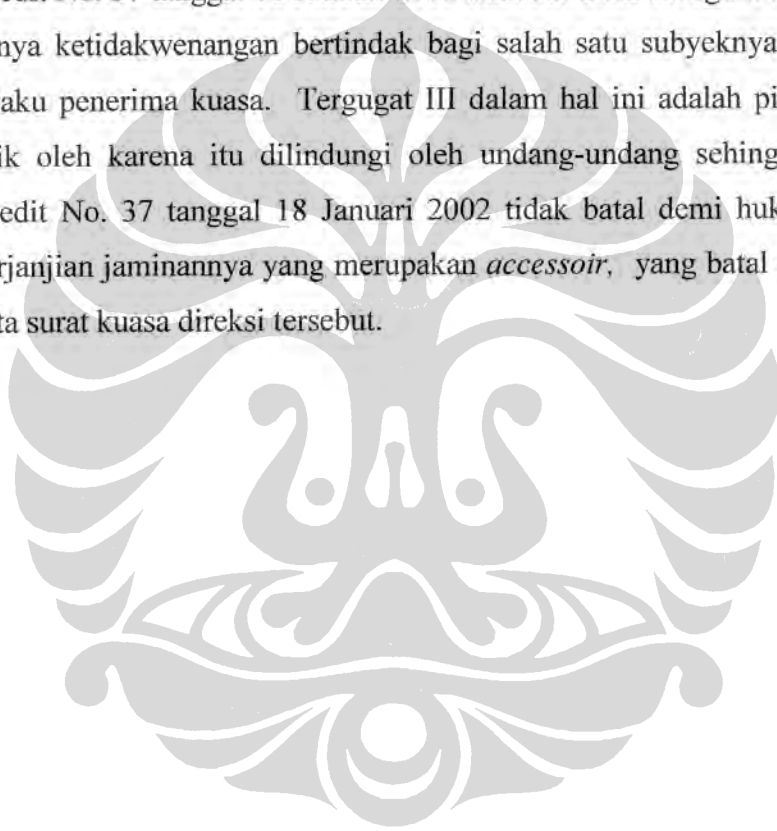 nya ketidakwenangan bertindak bagi salah satu subyeknya
aku penerima kuasa. Tergugat III dalam hal ini adalah pi
ik oleh karena itu dilindungi oleh undang-undang sehing
edit No. 37 tanggal 18 Januari 2002 tidak batal demi huk
rjanjian jaminannya yang merupakan accessoir, yang batal
ta surat kuasa direksi tersebut.